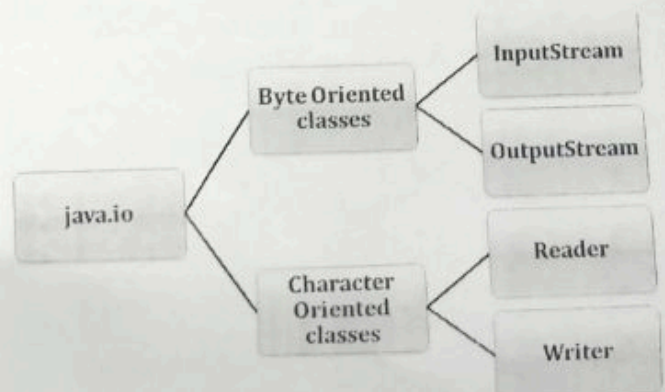 java.io
Byte Oriented
classes
InputStream
OutputStream
Character
Oriented
classes
Reader
Writer